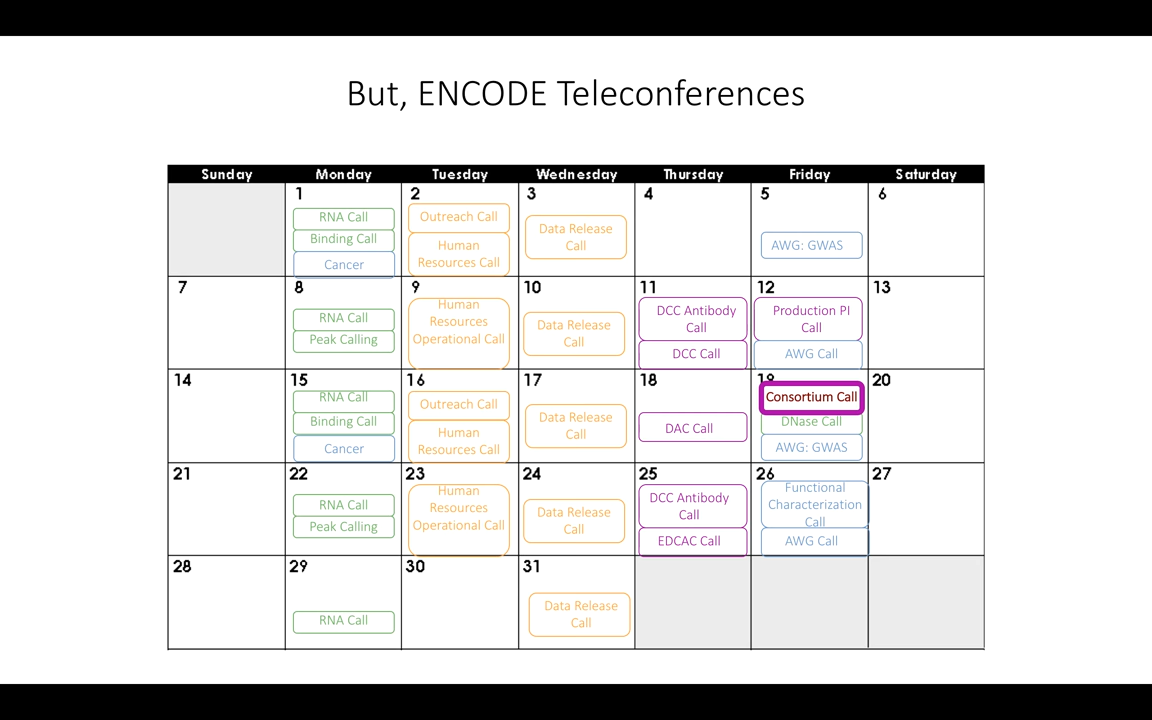 But, ENCODE Teleconferences
Sunday Monday Tuesday Wednesday Thursday Friday Saturday
1 2 3 4 5 6
RNA Call
Binding Call
Cancer
Outreach Call
Human
Resources Call
Data Release
Call
AWG: GWAS
7 8 9 10 11 12 13
RNA Call
Peak Calling
Human
Resources
Operational Call
Data Release
Call
DCC Antibody
Call
DCC Call
Production PI
Call
AWG Call
14 15 16 17 18 19 20
RNA Call
Binding Call
Cancer
Outreach Call
Human
Resources Call
Data Release
Call
DAC Call
Consortium Call
DNase Call
AWG: GWAS
21 22 23 24 25 26 27
RNA Call
Peak Calling
Human
Resources
Operational Call
Data Release
Call
DCC Antibody
Call
EDCAC Call
Functional
Characterization
Call
AWG Call
28 29 30 31
RNA Call
Data Release
Call